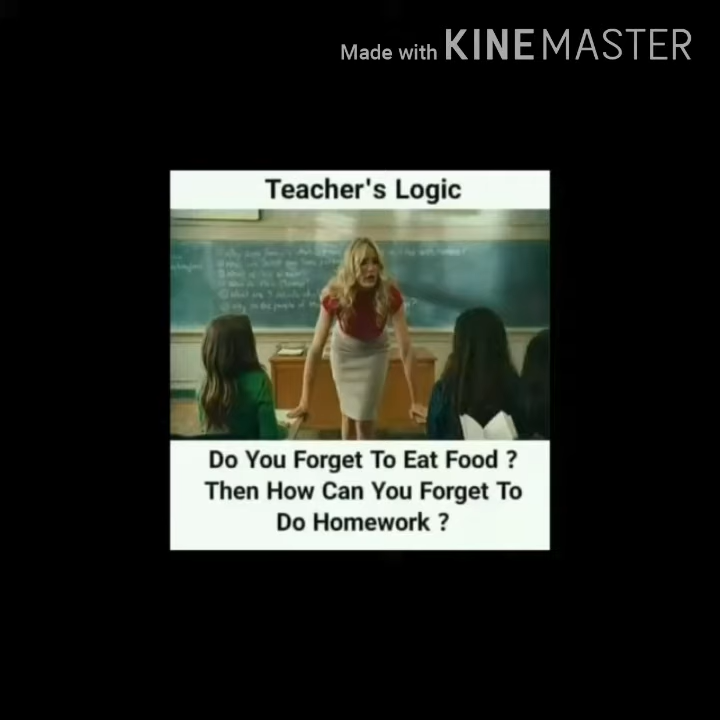 Made with KINEMASTER
Teacher's Logic
Do You Forget To Eat Food ?
Then How Can You Forget To
Do Homework ?